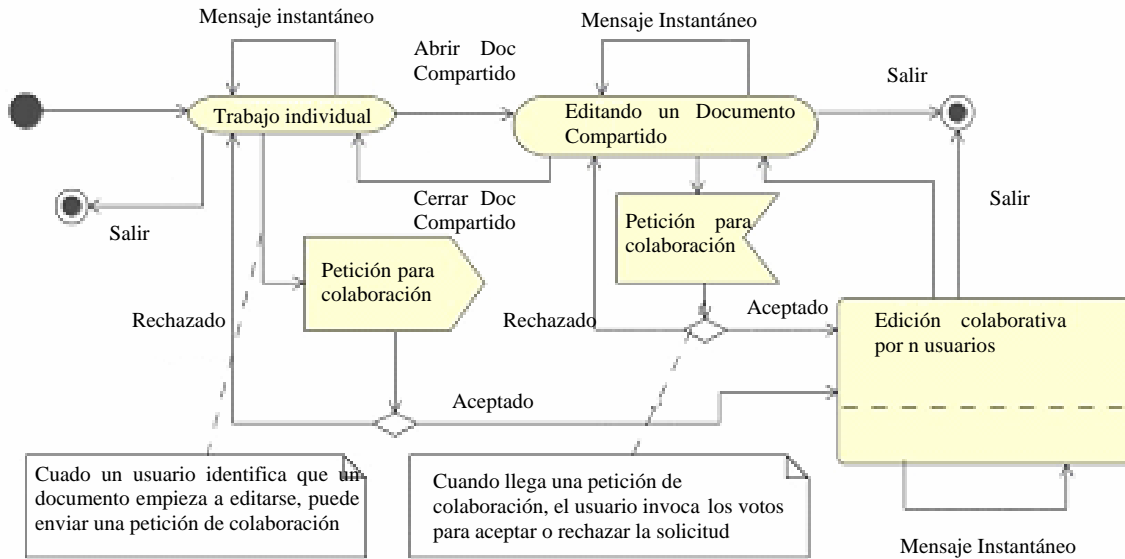 Mensaje instantáneo
Mensaje Instantáneo
Abrir Doc
Compartido
Salir
Trabajo individual
Editando un Documento
Compartido
Cerrar Doc
Compartido
Salir
Salir
Petición para
colaboración
Petición para
colaboración
Rechazado
Rechazado
Aceptado
Edición colaborativa
por n usuarios
Aceptado
Cuado un usuario identifica que un
documento empieza a editarse, puede
enviar una petición de colaboración
Cuando llega una petición de
colaboración, el usuario invoca los votos
para aceptar o rechazar la solicitud
Mensaje Instantáneo